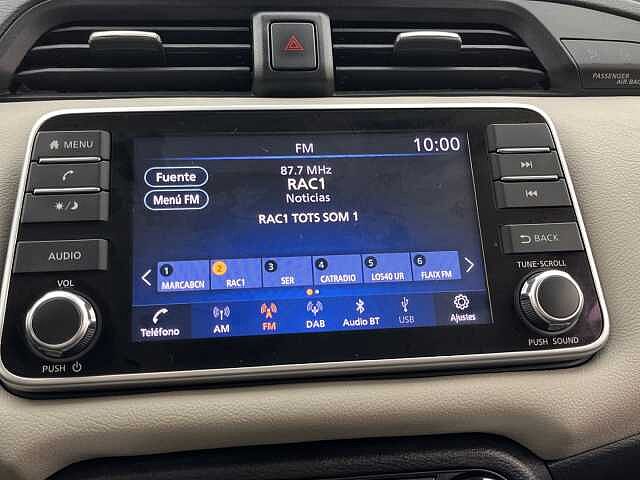 PASSENGER
AIR BAG
MENU
FM
10:00
Fuente
87.7 MHz
RAC1
Menú FM
Noticias
RAC1 TOTS SOM 1
BACK
AUDIO
TUNE·SCROLL
VOL
1
2
3
4
5
6
MARCABCN
RAC1
SER
CATRADIO
LOS40 UR
FLAIX FM
Teléfono
AM
FM
DAB
Audio BT
USB
Ajustes
PUSH
PUSH SOUND